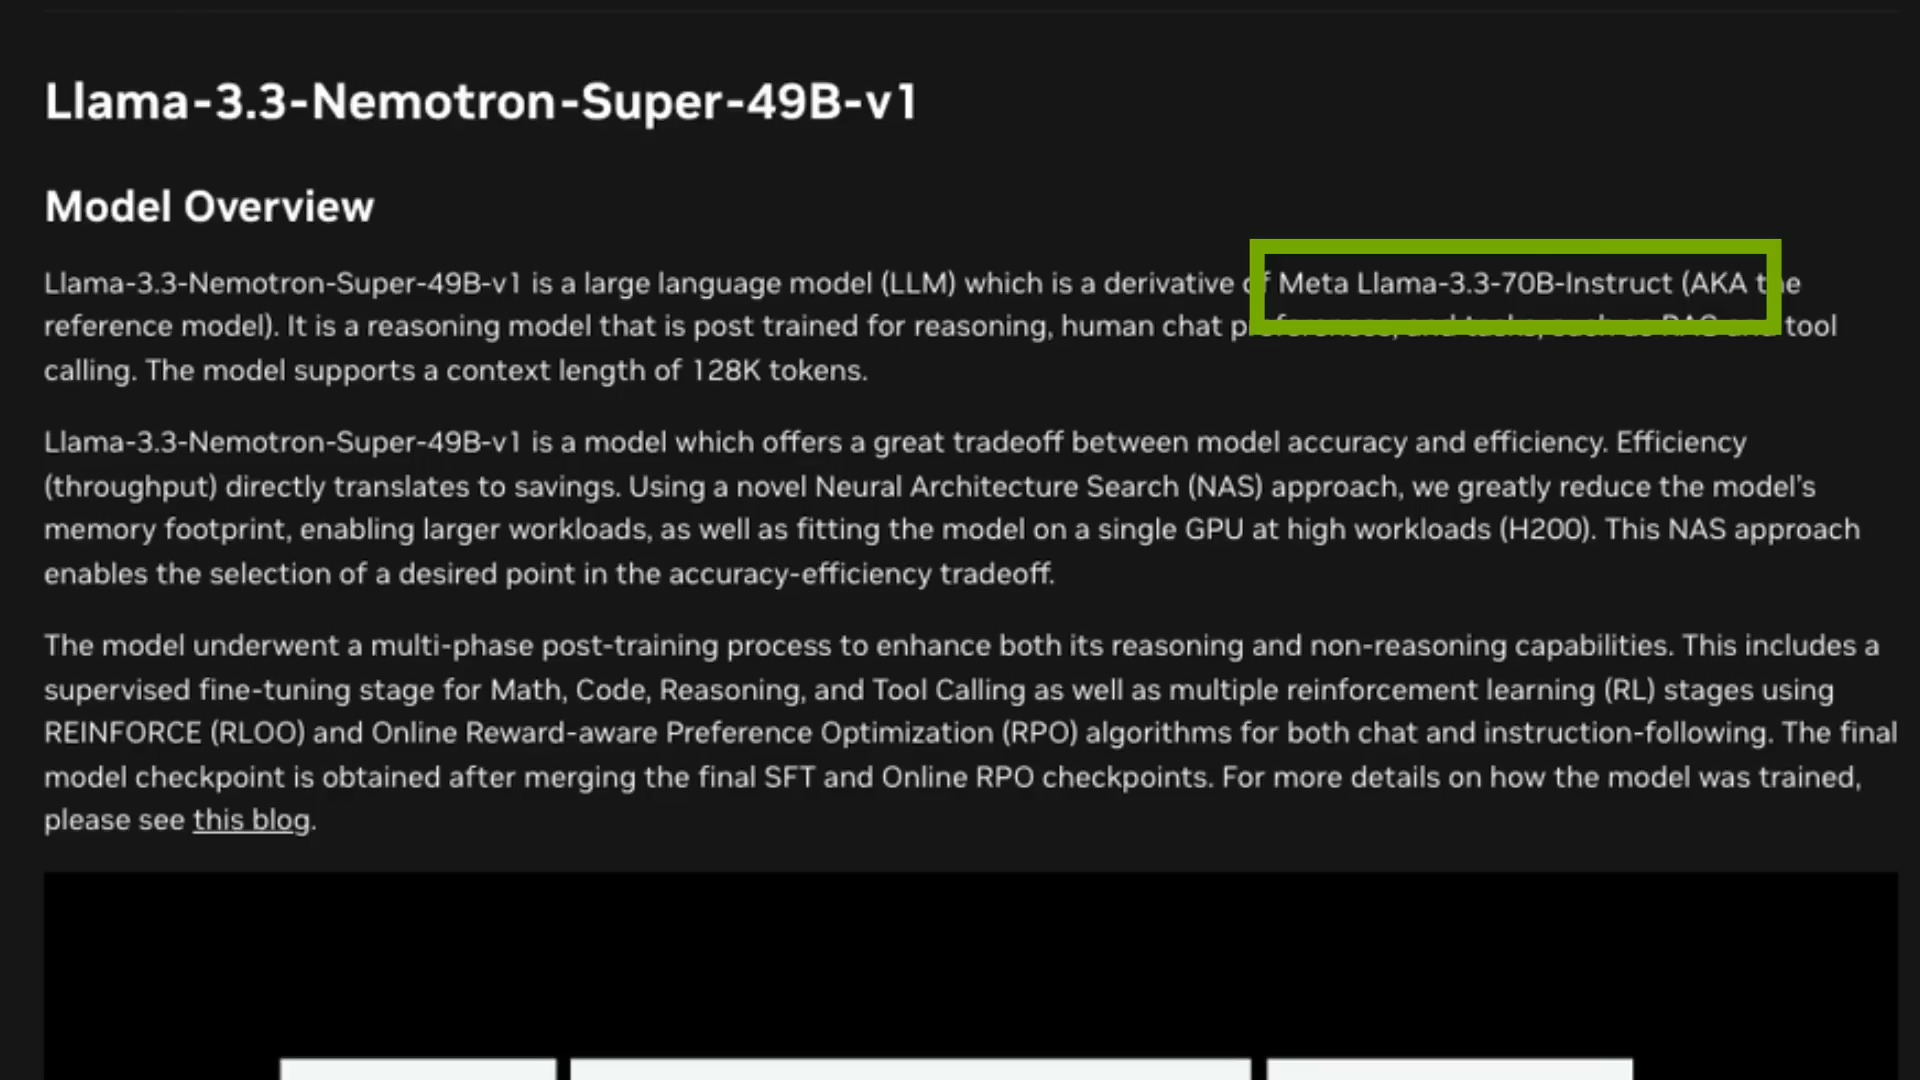 Llama-3.3-Nemotron-Super-49B-v1
Model Overview
Llama-3.3-Nemotron-Super-49B-v1 is a large language model (LLM) which is a derivative of Meta Llama-3.3-70B-Instruct (AKA the
reference model). It is a reasoning model that is post trained for reasoning, human chat preferences, and tasks, such as RAG and tool
calling. The model supports a context length of 128K tokens.
Llama-3.3-Nemotron-Super-49B-v1 is a model which offers a great tradeoff between model accuracy and efficiency. Efficiency
(throughput) directly translates to savings. Using a novel Neural Architecture Search (NAS) approach, we greatly reduce the model's
memory footprint, enabling larger workloads, as well as fitting the model on a single GPU at high workloads (H200). This NAS approach
enables the selection of a desired point in the accuracy-efficiency tradeoff.
The model underwent a multi-phase post-training process to enhance both its reasoning and non-reasoning capabilities. This includes a
supervised fine-tuning stage for Math, Code, Reasoning, and Tool Calling as well as multiple reinforcement learning (RL) stages using
REINFORCE (RLOO) and Online Reward-aware Preference Optimization (RPO) algorithms for both chat and instruction-following. The final
model checkpoint is obtained after merging the final SFT and Online RPO checkpoints. For more details on how the model was trained,
please see this blog.